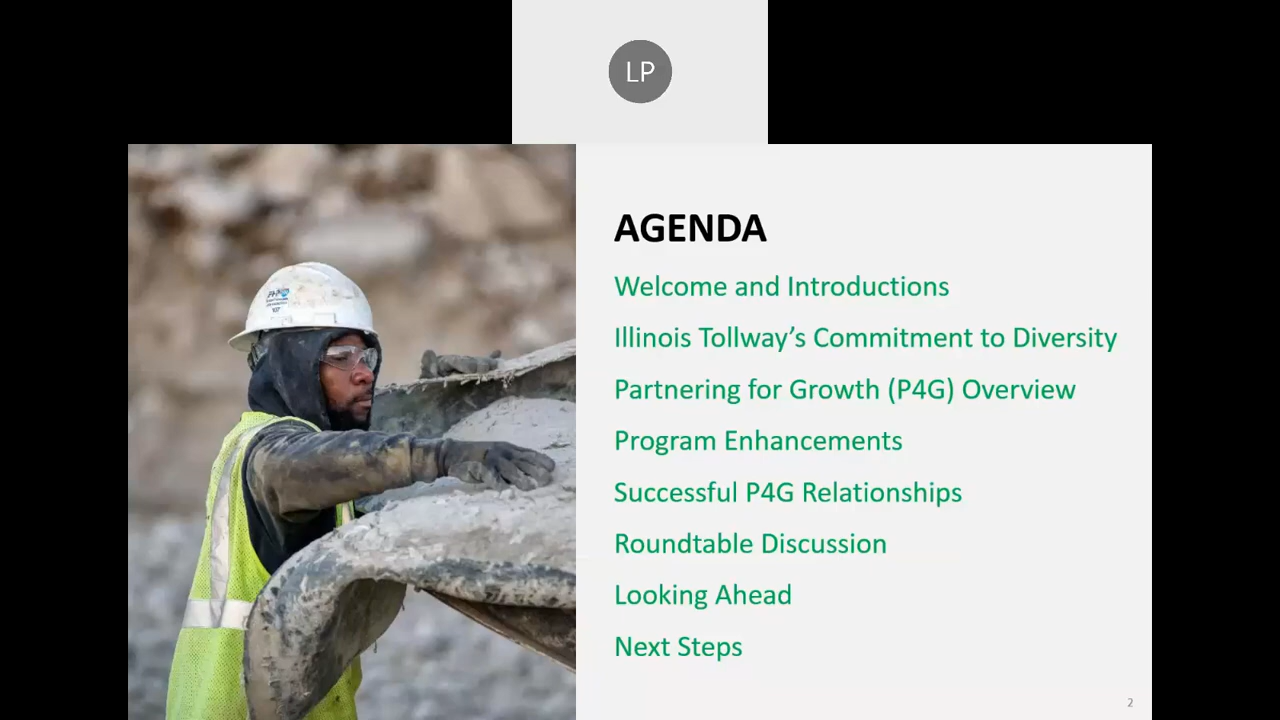 LP
AGENDA
Welcome and Introductions
Illinois Tollway’s Commitment to Diversity
Partnering for Growth (P4G) Overview
Program Enhancements
Successful P4G Relationships
Roundtable Discussion
Looking Ahead
Next Steps
2